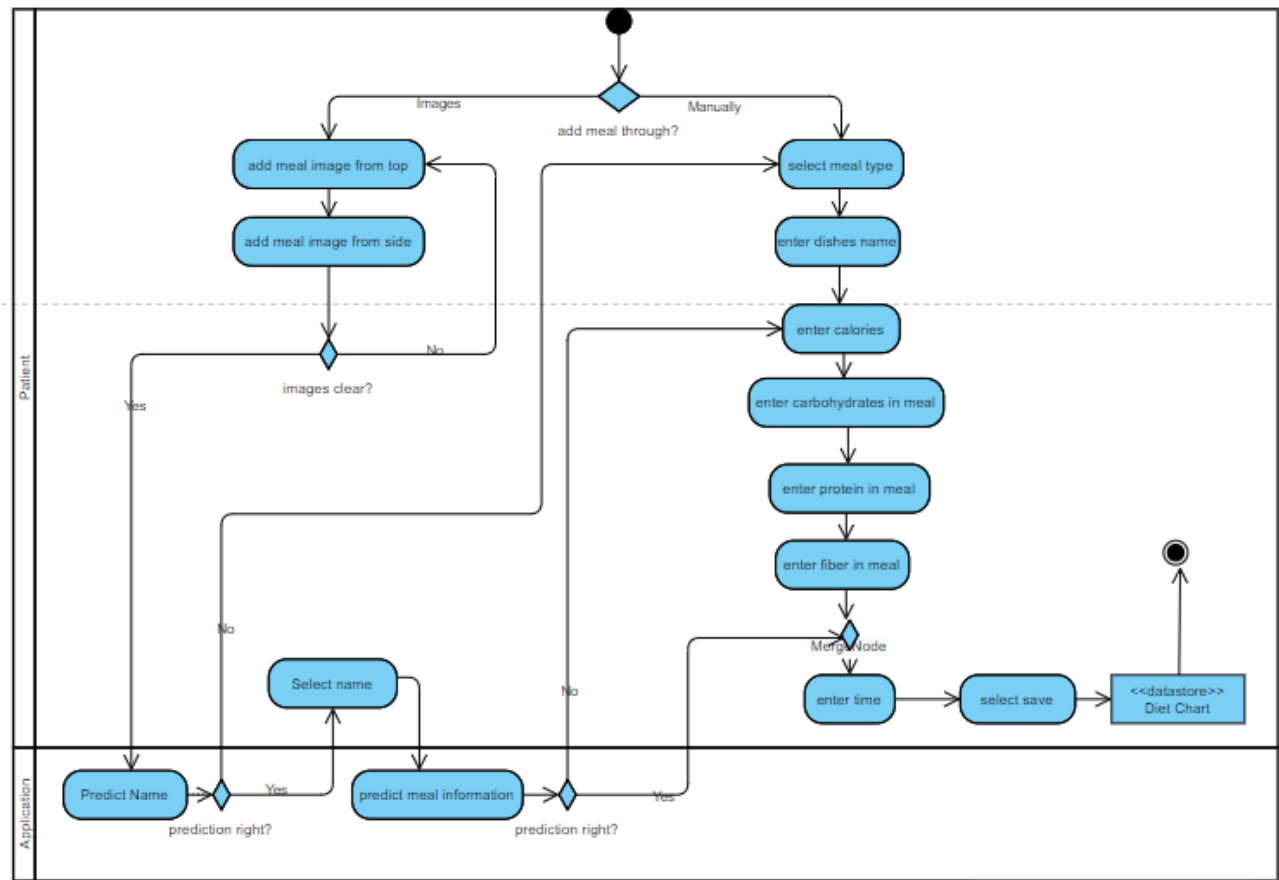 Images
Manually
add meal through?
add meal image from top
select meal type
add meal image from side
enter dishes name
enter calories
No
images clear?
Patient
Yes
enter carbohydrates in meal
enter protein in meal
enter fiber in meal
No
MergeNode
Select name
No
enter time
select save
<<datastore>>
Diet Chart
Application
Predict Name
Yes
prediction right?
predict meal information
Yes
prediction right?